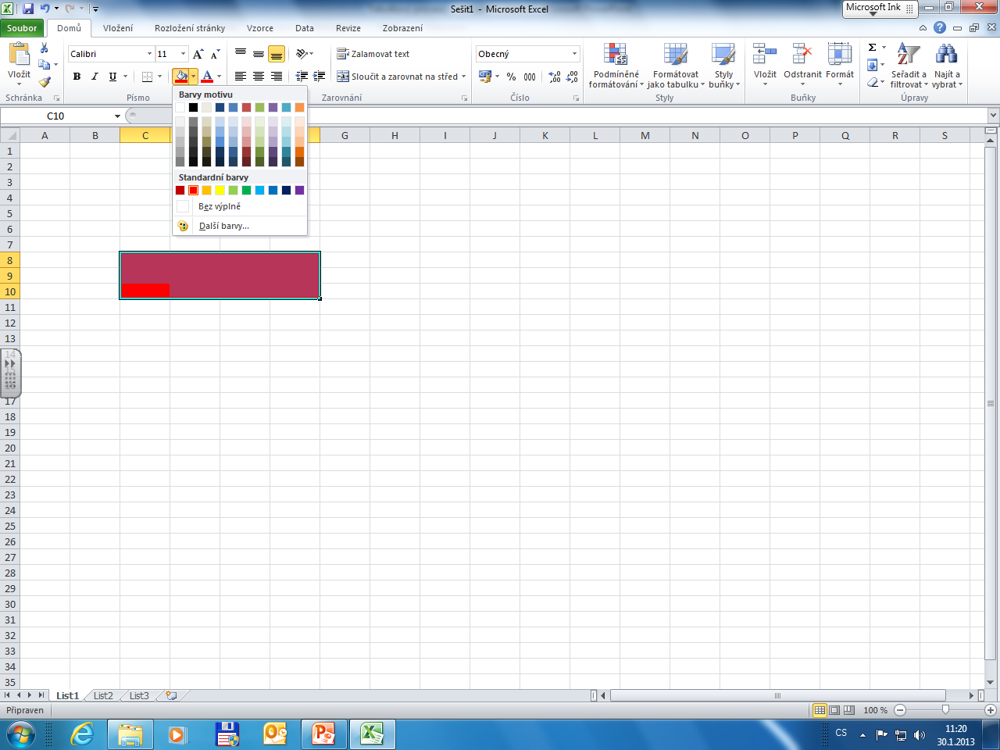 Sešit1 - Microsoft Excel
Microsoft Ink
Soubor Domů Vložení Rozložení stránky Vzorce Data Revize Zobrazení
Vložit
Calibri 11
Zalamovat text
Obecný
B I U A A A
Sloučit a zarovnat na střed
% 000
Podmíněné formátování
Formátovat jako tabulku
Styly buňky
Vložit Odstranit Formát
Σ
Seřadit a filtrovat
Najít a vybrat
Schránka Písmo Zarovnání Číslo Styly Buňky Úpravy
Barvy motivu
Standardní barvy
Bez výplně
Další barvy...
C10
A B C G H I J K L M N O P Q R S
1
2
3
4
5
6
7
8
9
10
11
12
13
14
15
16
17
18
19
20
21
22
23
24
25
26
27
28
29
30
31
32
33
34
35
List1 List2 List3
Připraven
100 %
CS
11:20
30.1.2013